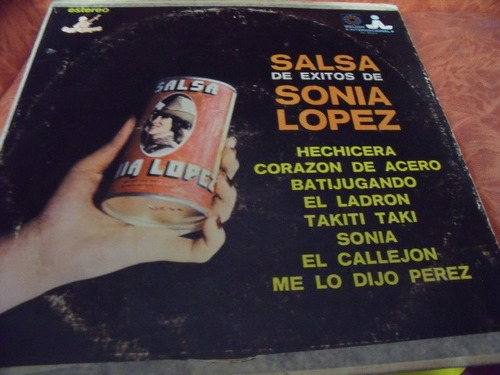 estereo
SALSA
DE EXITOS DE
SONIA
LOPEZ
HECHICERA
CORAZON DE ACERO
BATIJUGANDO
EL LADRON
TAKITI TAKI
SONIA
EL CALLEJON
ME LO DIJO PEREZ
SALSA
IA LOPEZ